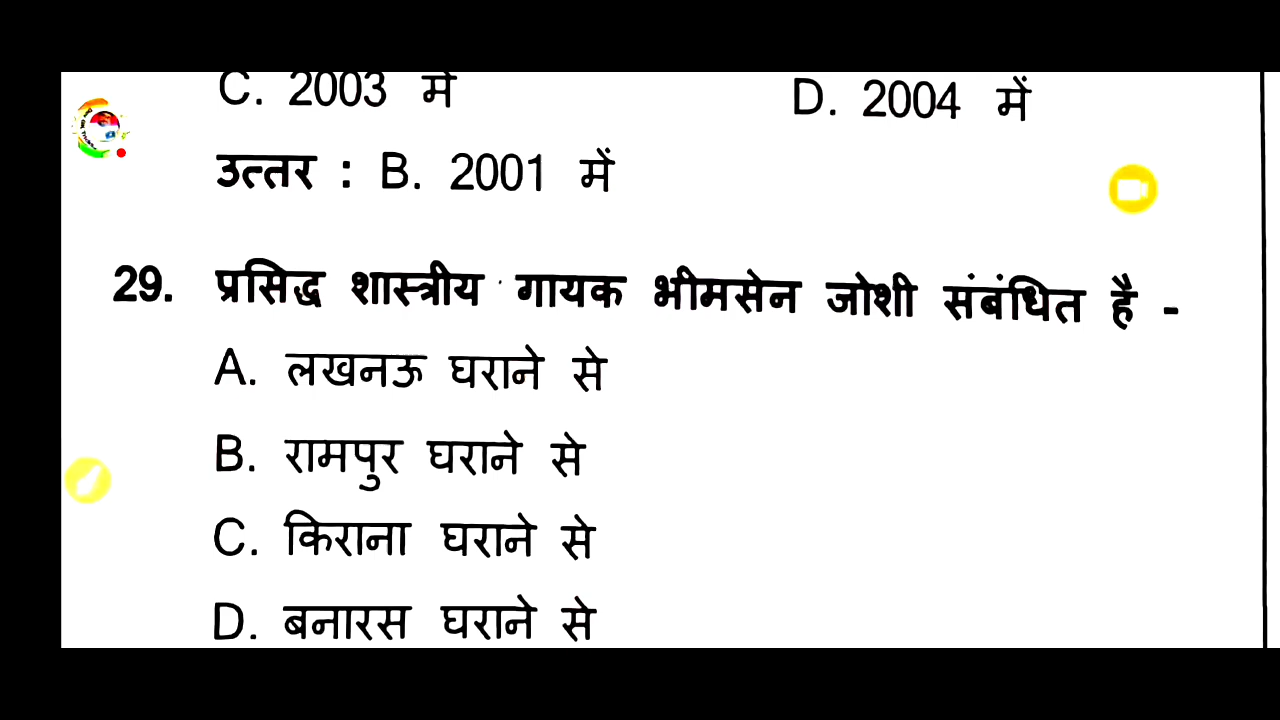 C. 2003 में D. 2004 में
उत्तर : B. 2001 में
29. प्रसिद्ध शास्त्रीय गायक भीमसेन जोशी संबंधित है -
A. लखनऊ घराने से
B. रामपुर घराने से
C. किराना घराने से
D. बनारस घराने से